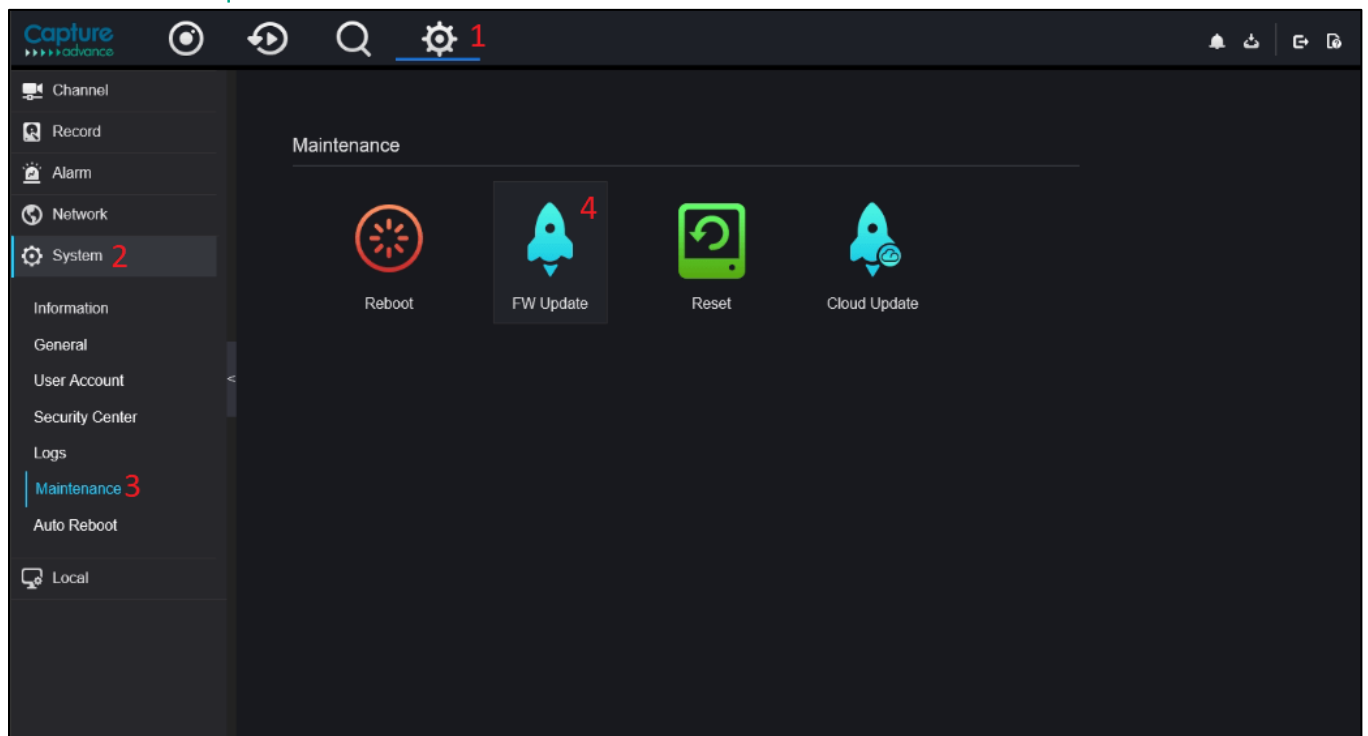 Capture
advance
1
Channel
Record
Alarm
Network
System 2
Information
General
User Account
Security Center
Logs
Maintenance 3
Auto Reboot
Local
<
Maintenance
4
Reboot
FW Update
Reset
Cloud Update